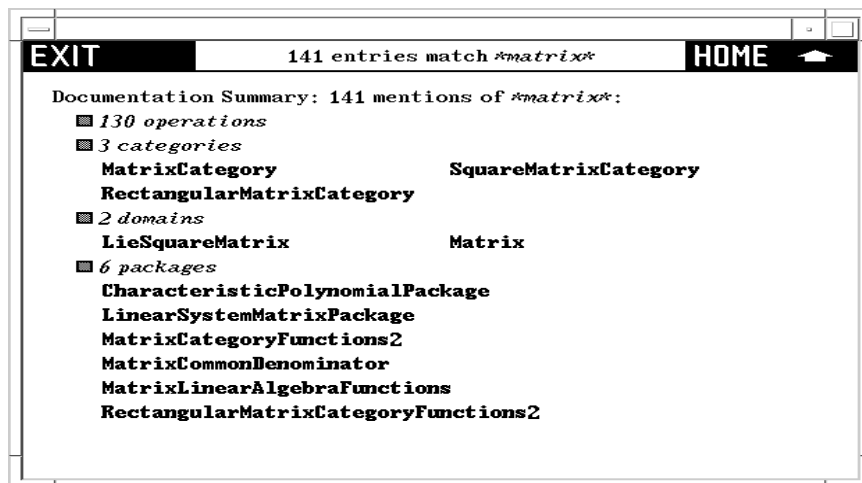 EXIT 141 entries match *matrix* HOME
Documentation Summary: 141 mentions of *matrix*:
130 operations
3 categories
MatrixCategory SquareMatrixCategory
RectangularMatrixCategory
2 domains
LieSquareMatrix Matrix
6 packages
CharacteristicPolynomialPackage
LinearSystemMatrixPackage
MatrixCategoryFunctions2
MatrixCommonDenominator
MatrixLinearAlgebraFunctions
RectangularMatrixCategoryFunctions2